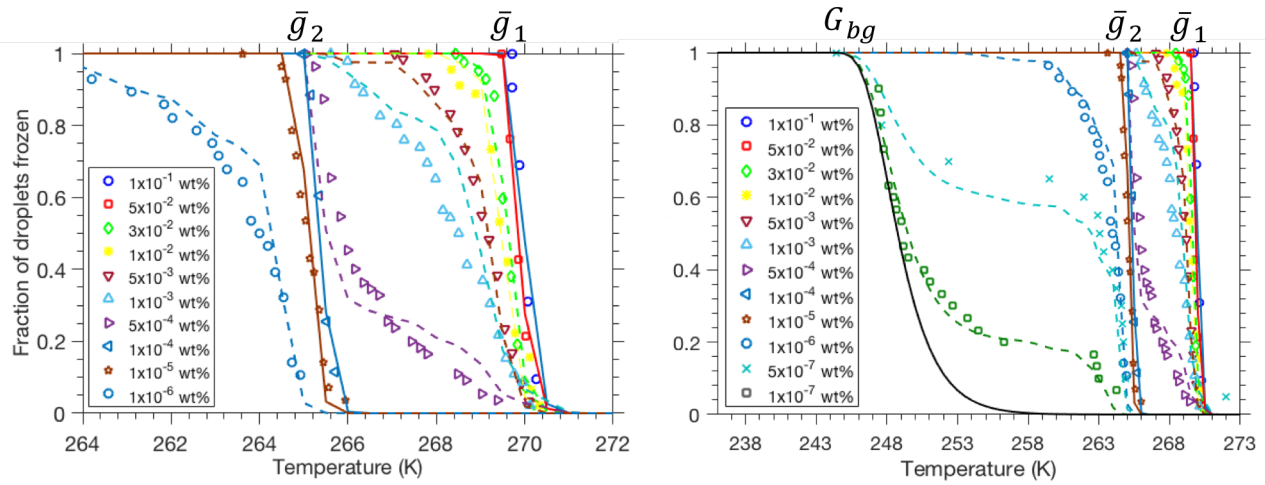 ḡ₂ ḡ₁
Fraction of droplets frozen
1
0.8
0.6
0.4
0.2
0
1x10⁻¹ wt%
5x10⁻² wt%
3x10⁻² wt%
1x10⁻² wt%
5x10⁻³ wt%
1x10⁻³ wt%
5x10⁻⁴ wt%
1x10⁻⁴ wt%
1x10⁻⁵ wt%
1x10⁻⁶ wt%
264 262 264 266 268 270 272
Temperature (K)
G_bg ḡ₂ ḡ₁
1
0.8
0.6
0.4
0.2
0
1x10⁻¹ wt%
5x10⁻² wt%
3x10⁻² wt%
1x10⁻² wt%
5x10⁻³ wt%
1x10⁻³ wt%
5x10⁻⁴ wt%
1x10⁻⁴ wt%
1x10⁻⁵ wt%
1x10⁻⁶ wt%
5x10⁻⁷ wt%
1x10⁻⁷ wt%
238 243 248 253 258 263 268 273
Temperature (K)